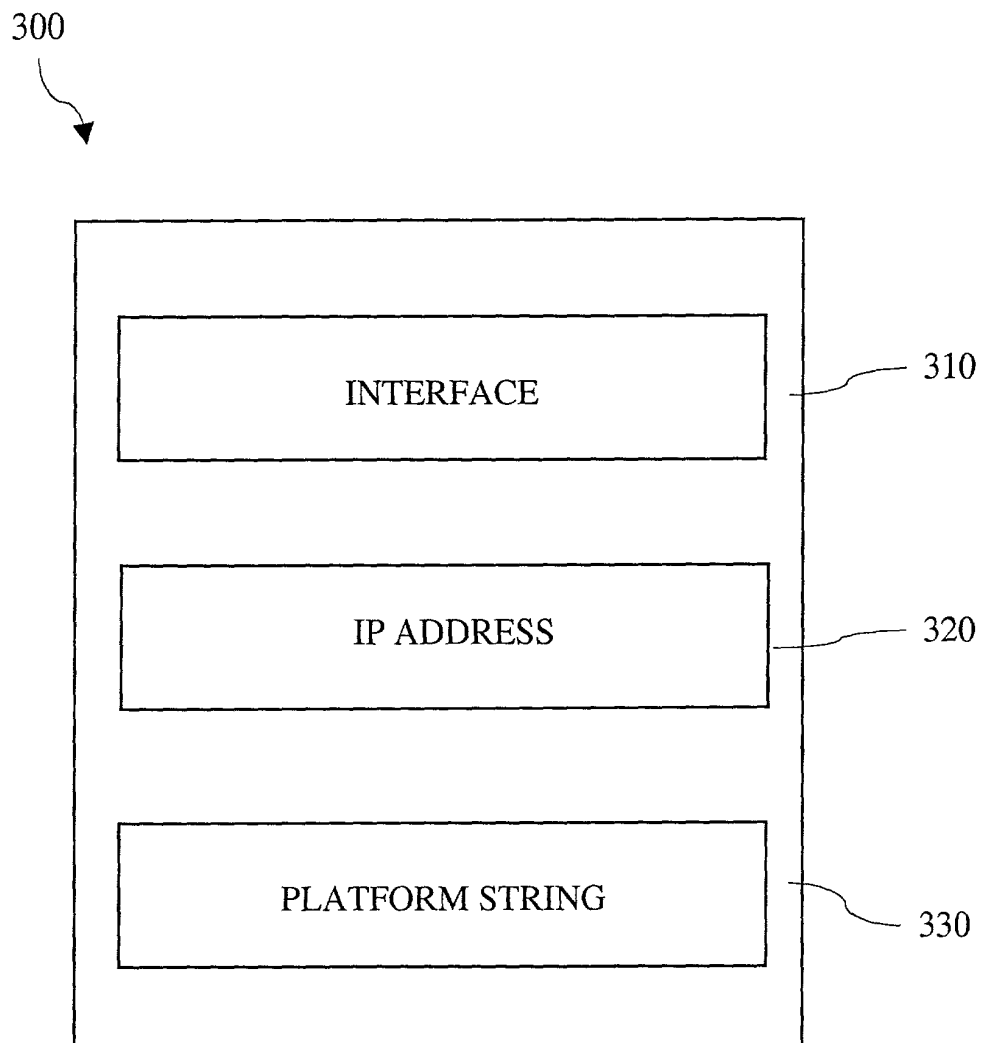 300
INTERFACE
310
IP ADDRESS
320
PLATFORM STRING
330